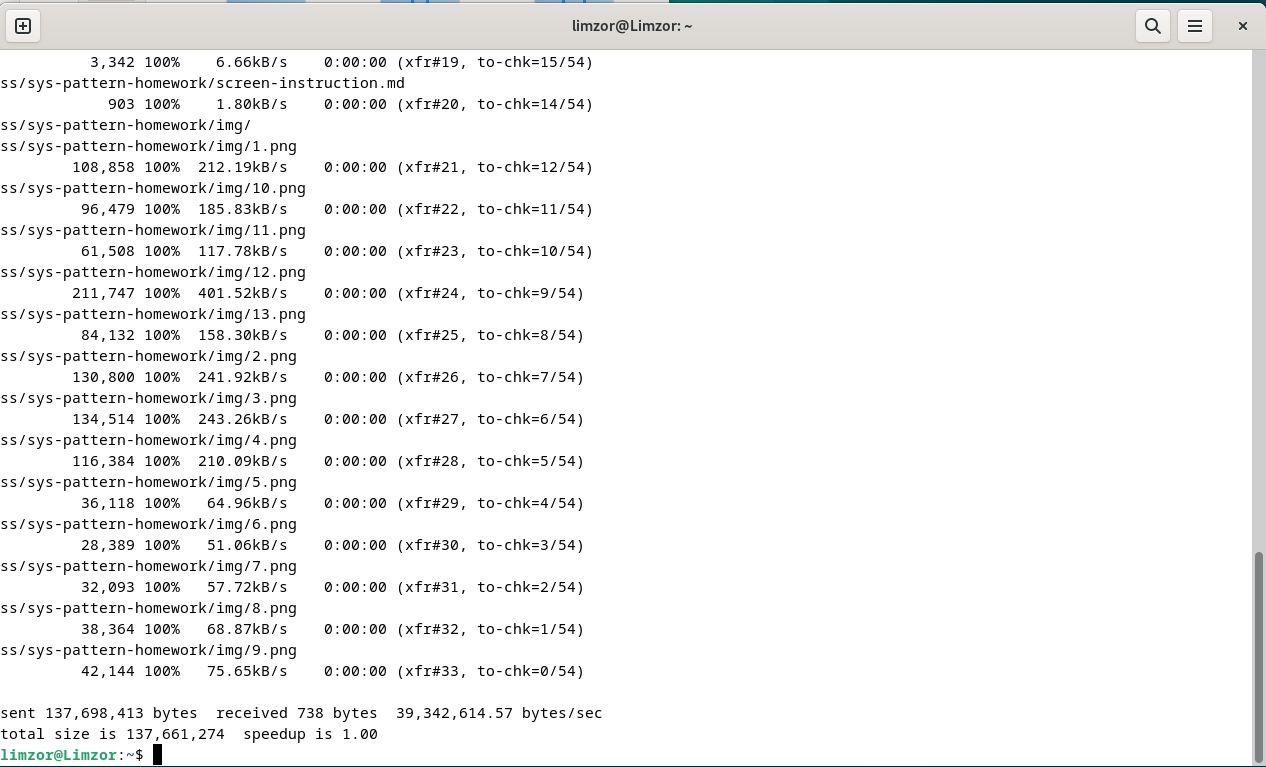 limzor@Limzor: ~
3,342 100%    6.66kB/s    0:00:00 (xfr#19, to-chk=15/54)
ss/sys-pattern-homework/screen-instruction.md
903 100%    1.80kB/s    0:00:00 (xfr#20, to-chk=14/54)
ss/sys-pattern-homework/img/
ss/sys-pattern-homework/img/1.png
108,858 100%  212.19kB/s    0:00:00 (xfr#21, to-chk=12/54)
ss/sys-pattern-homework/img/10.png
96,479 100%  185.83kB/s    0:00:00 (xfr#22, to-chk=11/54)
ss/sys-pattern-homework/img/11.png
61,508 100%  117.78kB/s    0:00:00 (xfr#23, to-chk=10/54)
ss/sys-pattern-homework/img/12.png
211,747 100%  401.52kB/s    0:00:00 (xfr#24, to-chk=9/54)
ss/sys-pattern-homework/img/13.png
84,132 100%  158.30kB/s    0:00:00 (xfr#25, to-chk=8/54)
ss/sys-pattern-homework/img/2.png
130,800 100%  241.92kB/s    0:00:00 (xfr#26, to-chk=7/54)
ss/sys-pattern-homework/img/3.png
134,514 100%  243.26kB/s    0:00:00 (xfr#27, to-chk=6/54)
ss/sys-pattern-homework/img/4.png
116,384 100%  210.09kB/s    0:00:00 (xfr#28, to-chk=5/54)
ss/sys-pattern-homework/img/5.png
36,118 100%   64.96kB/s    0:00:00 (xfr#29, to-chk=4/54)
ss/sys-pattern-homework/img/6.png
28,389 100%   51.06kB/s    0:00:00 (xfr#30, to-chk=3/54)
ss/sys-pattern-homework/img/7.png
32,093 100%   57.72kB/s    0:00:00 (xfr#31, to-chk=2/54)
ss/sys-pattern-homework/img/8.png
38,364 100%   68.87kB/s    0:00:00 (xfr#32, to-chk=1/54)
ss/sys-pattern-homework/img/9.png
42,144 100%   75.65kB/s    0:00:00 (xfr#33, to-chk=0/54)
sent 137,698,413 bytes  received 738 bytes  39,342,614.57 bytes/sec
total size is 137,661,274  speedup is 1.00
limzor@Limzor:~$